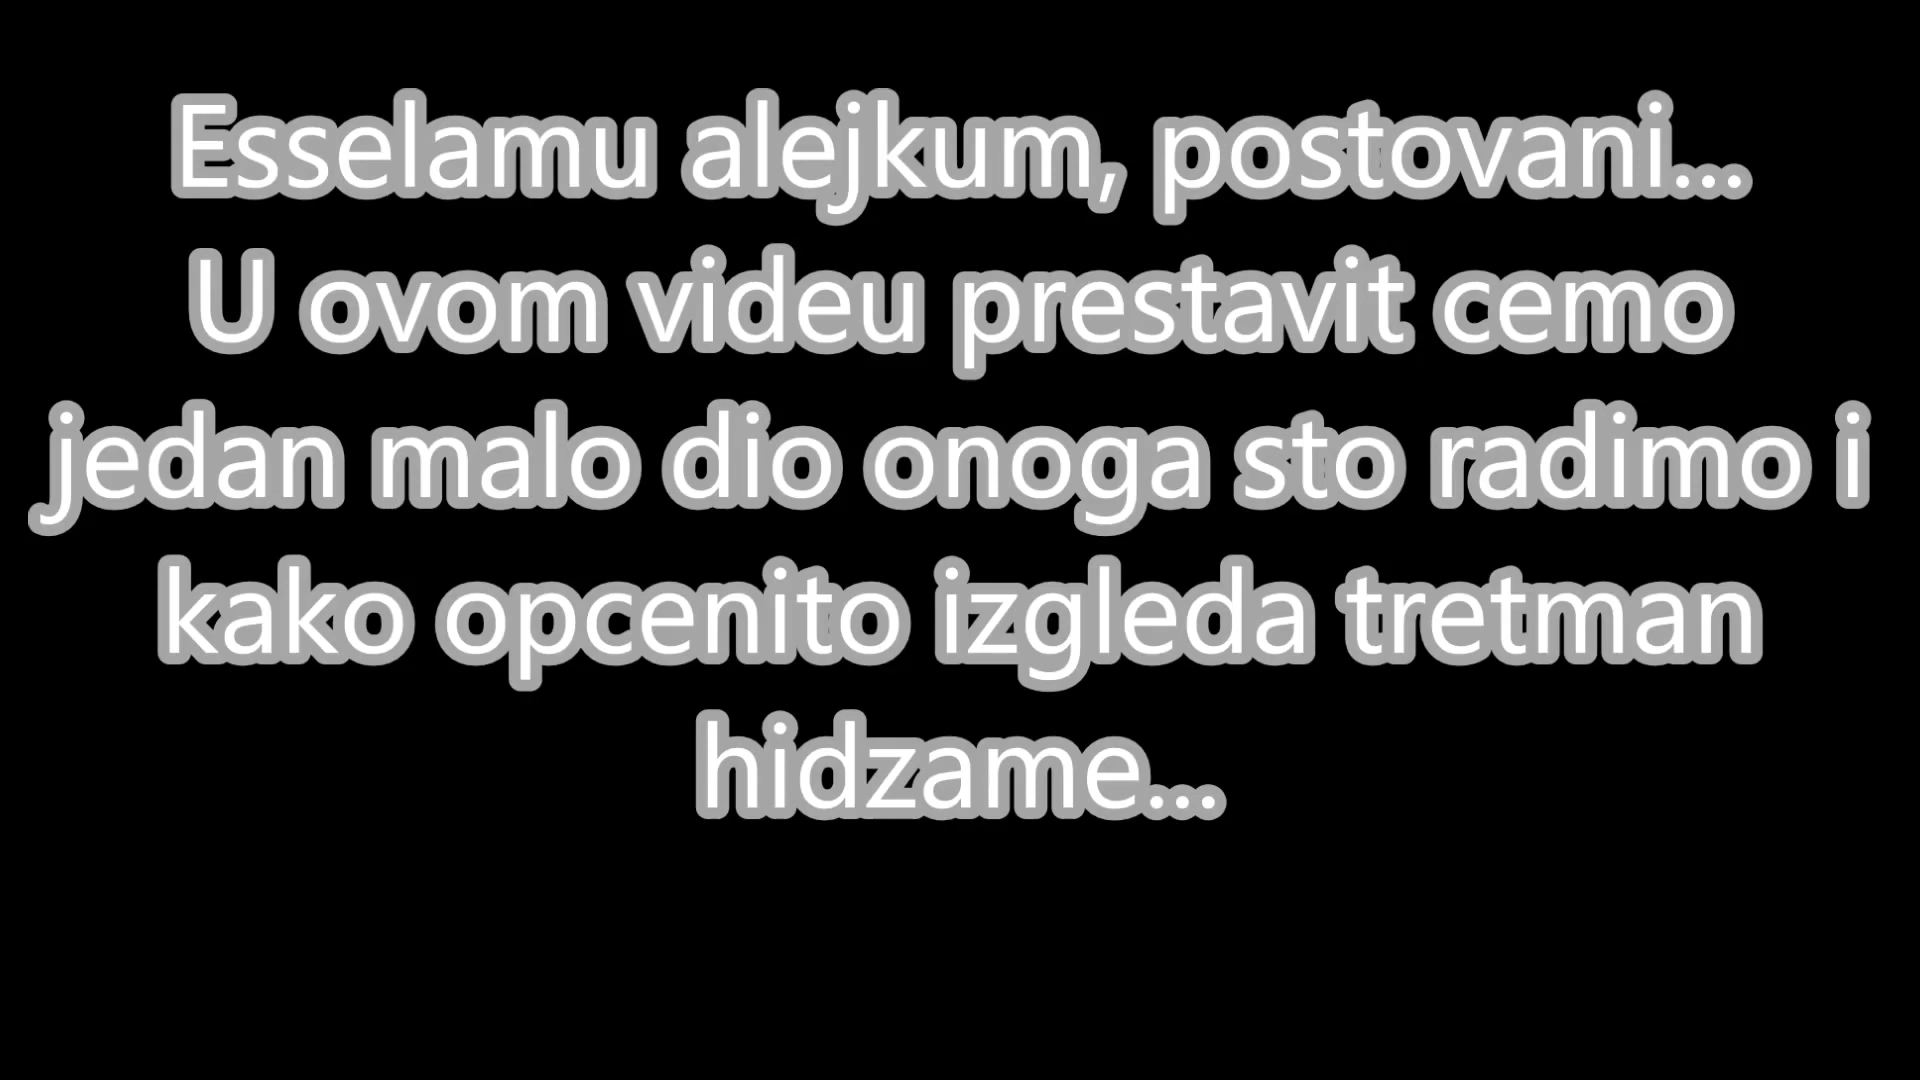 Esselamu alejkum, postovani...
U ovom videu prestavit cemo
jedan malo dio onoga sto radimo i
kako opcenito izgleda tretman
hidzame...